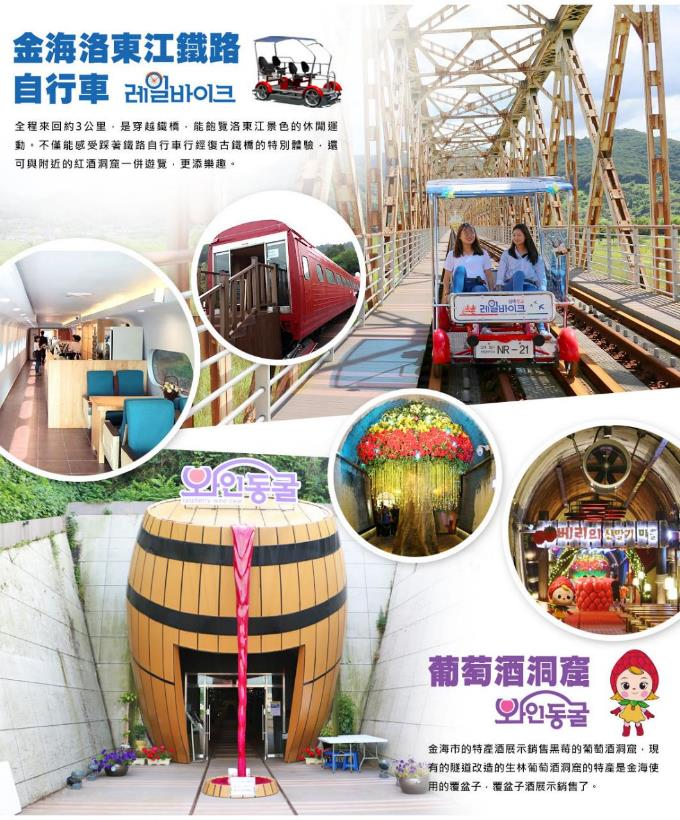 金海洛東江鐵路
自行車 레일바이크
全程來回約3公里，是穿越鐵橋，能飽覽洛東江景色的休閒運
動。不僅能感受踩著鐵路自行車行經復古鐵橋的特別體驗，還
可與附近的紅酒洞窟一併遊覽，更添樂趣。
레일바이크
NR-21
와인동굴
베리의 산딸기 마을
葡萄酒洞窟
와인동굴
金海市的特產酒展示銷售黑莓的葡萄酒洞窟，現
有的隧道改造的生林葡萄酒洞窟的特產是金海使
用的覆盆子，覆盆子酒展示銷售了。